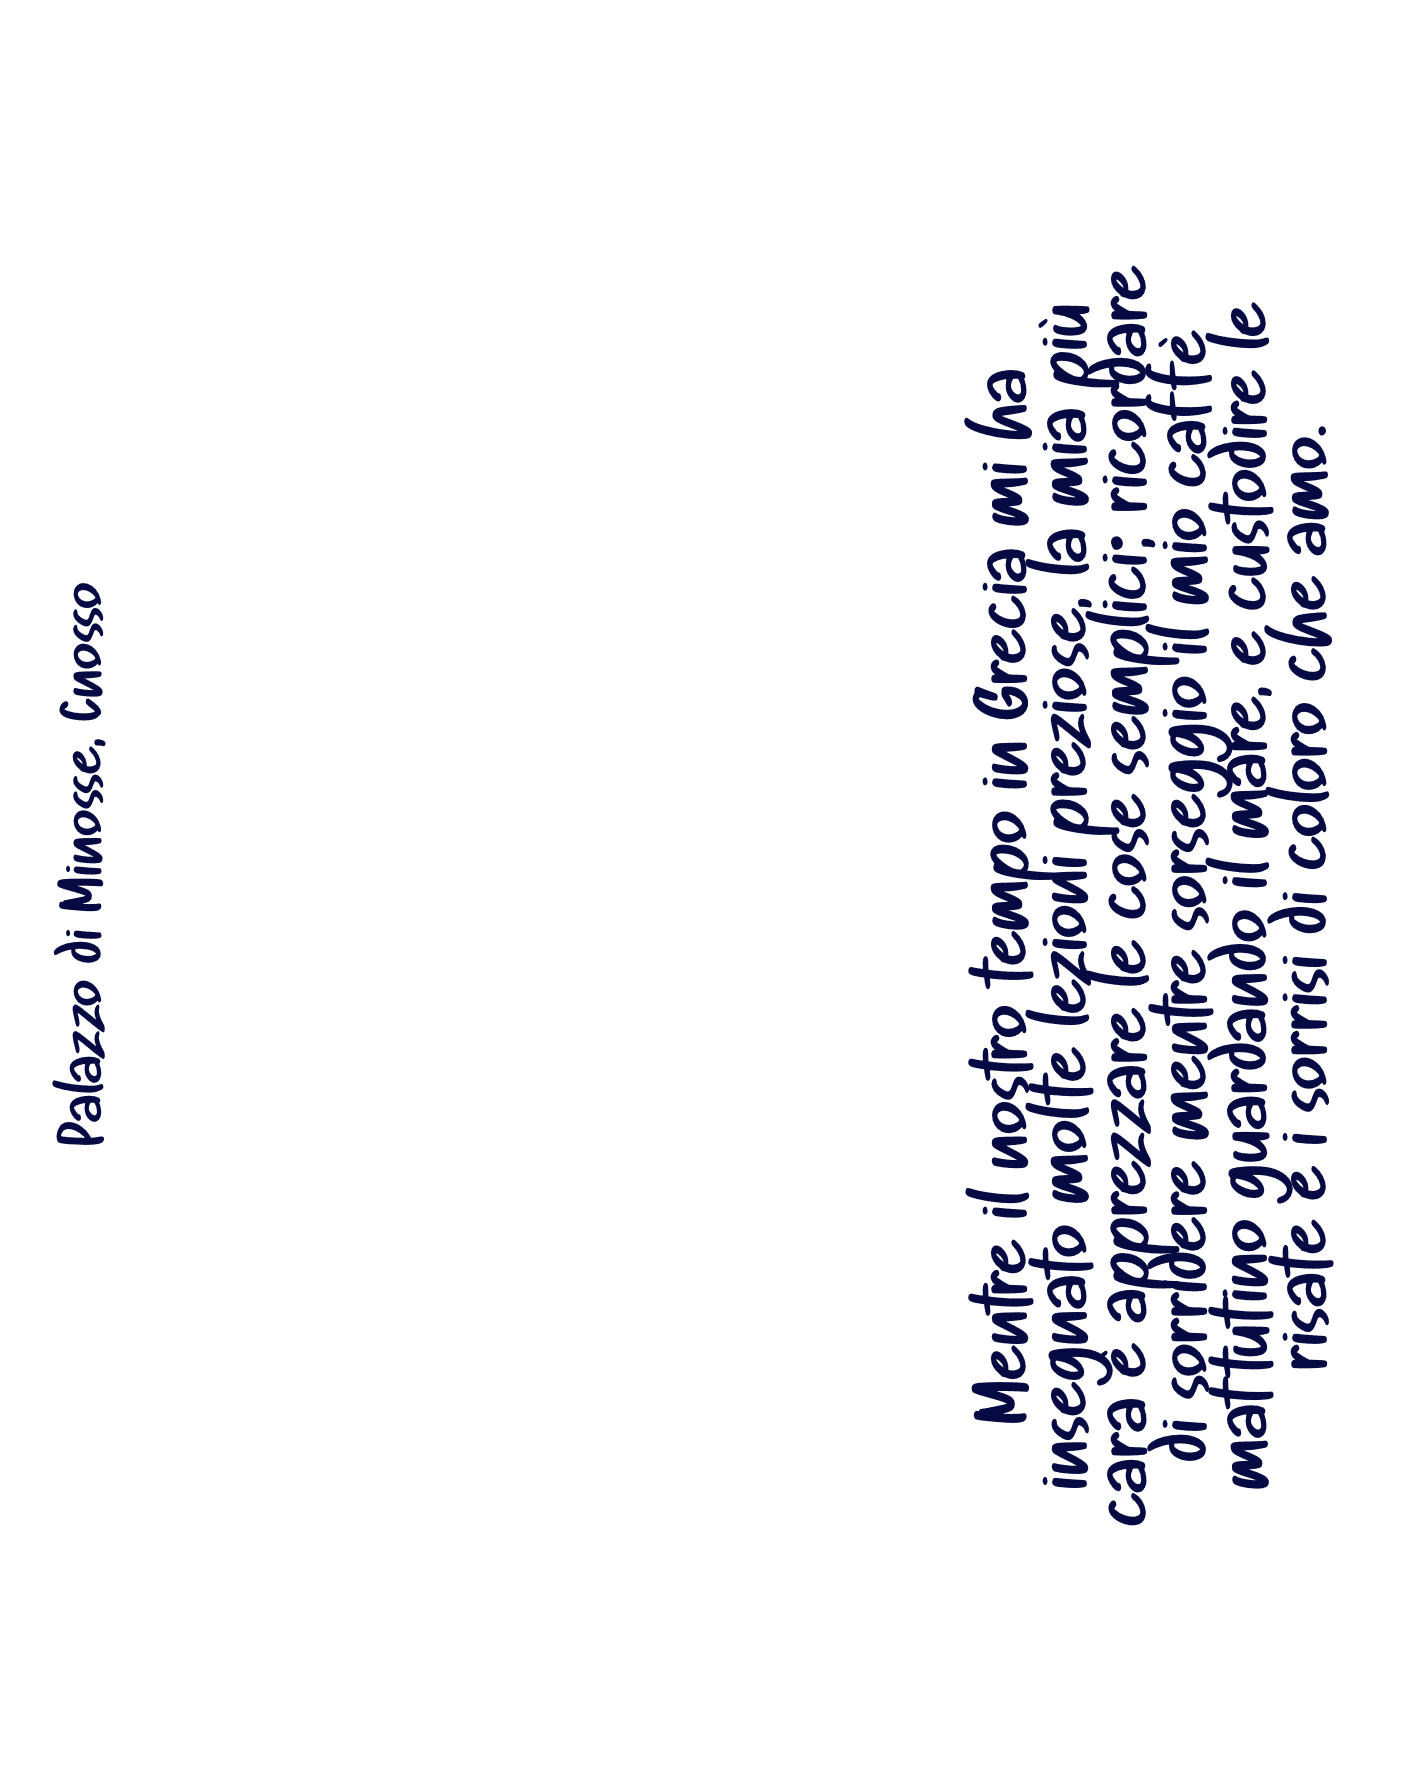 Palazzo di Minosse, Cnosso
Mentre il nostro tempo in Grecia mi ha
insegnato molte lezioni preziose, la mia più
cara è apprezzare le cose semplici; ricordare
di sorridere mentre sorseggio il mio caffè
mattutino guardando il mare, e custodire le
risate e i sorrisi di coloro che amo.